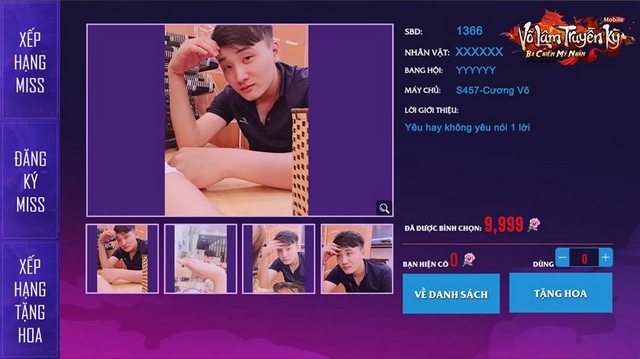 XẾP
HẠNG
MISS
ĐĂNG
KÝ
MISS
XẾP
HẠNG
TẶNG
HOA
SBD: 1366
NHÂN VẬT: XXXXXX
BANG HỘI: YYYYYY
MÁY CHỦ: S457-Cương Võ
LỜI GIỚI THIỆU:
Yêu hay không yêu nói 1 lời
Mobile
Võ Lâm Truyền Kỳ
Bí Chiến Mỹ Nhân
ĐÃ ĐƯỢC BÌNH CHỌN: 9,999
BẠN HIỆN CÓ 0
DÙNG - 0 +
VỀ DANH SÁCH
TẶNG HOA